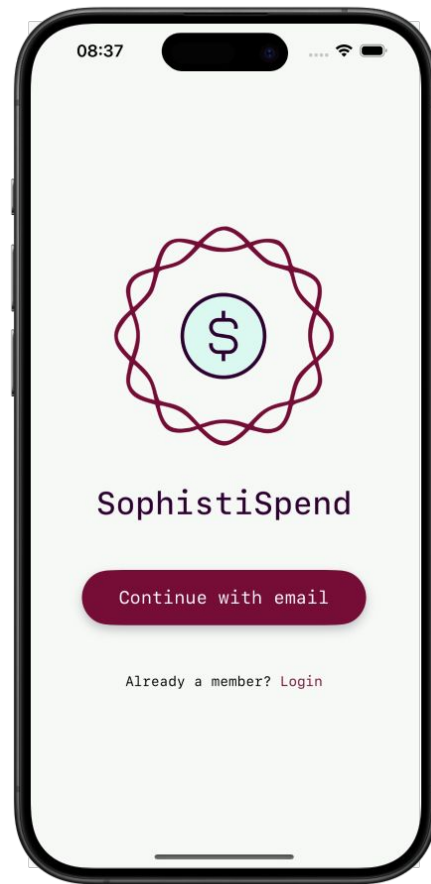 08:37
$
SophistiSpend
Continue with email
Already a member? Login